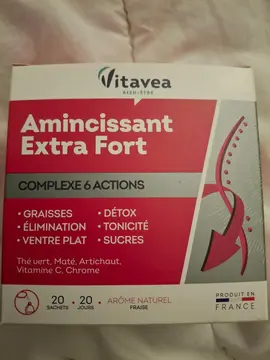 Vitavea
BIEN-ÊTRE
Amincissant
Extra Fort
COMPLEXE 6 ACTIONS
• GRAISSES • DÉTOX
• ÉLIMINATION • TONICITÉ
• VENTRE PLAT • SUCRES
Thé vert, Maté, Artichaut,
Vitamine C, Chrome
20 SACHETS • 20 JOURS
ARÔME NATUREL
FRAISE
PRODUIT EN
FRANCE